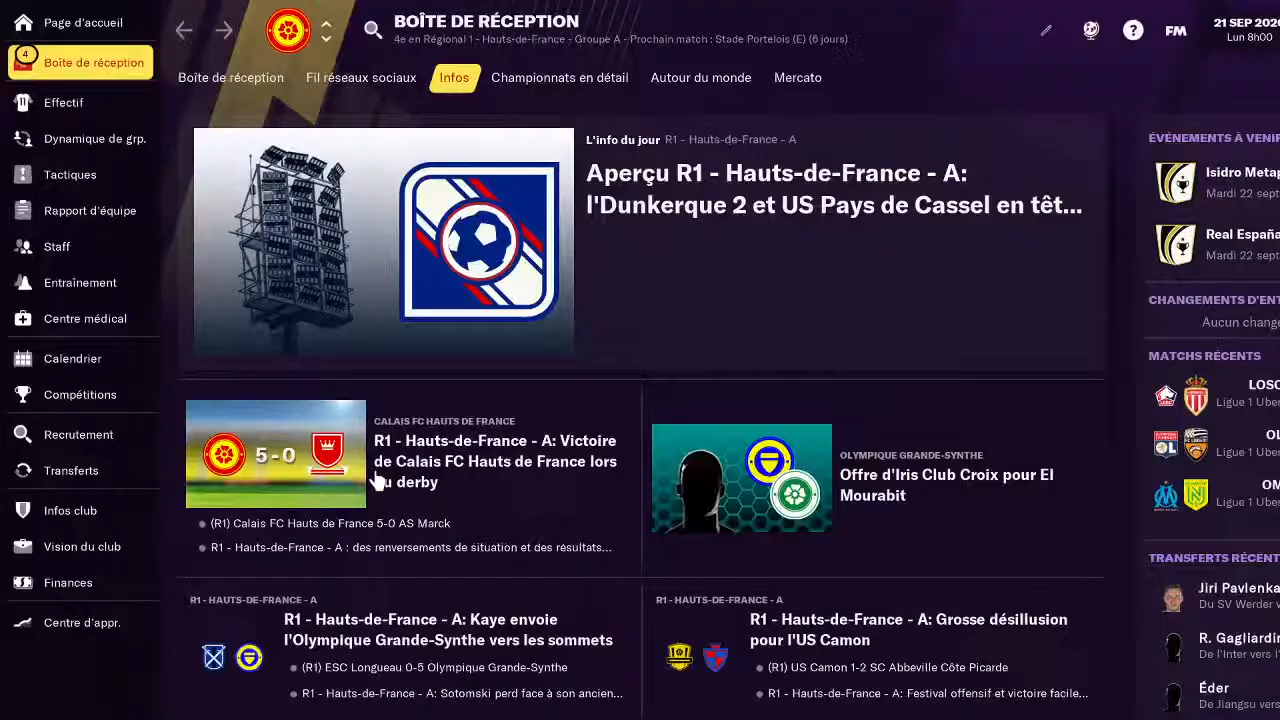 Page d'accueil
4
Boîte de réception
Effectif
Dynamique de grp.
Tactiques
Rapport d'équipe
Staff
Entraînement
Centre médical
Calendrier
Compétitions
Recrutement
Transferts
Infos club
Vision du club
Finances
Centre d'appr.
BOÎTE DE RÉCEPTION
4e en Régional 1 - Hauts-de-France - Groupe A - Prochain match : Stade Portelois (E) (6 jours)
?
FM
21 SEP 2020
Lun 8h00
Boîte de réception
Fil réseaux sociaux
Infos
Championnats en détail
Autour du monde
Mercato
L'info du jour R1 - Hauts-de-France - A
Aperçu R1 - Hauts-de-France - A:
l'Dunkerque 2 et US Pays de Cassel en têt...
5 - 0
CALAIS FC HAUTS DE FRANCE
R1 - Hauts-de-France - A: Victoire
de Calais FC Hauts de France lors
du derby
(R1) Calais FC Hauts de France 5-0 AS Marck
R1 - Hauts-de-France - A : des renversements de situation et des résultats...
OLYMPIQUE GRANDE-SYNTHE
Offre d'Iris Club Croix pour El
Mourabit
R1 - HAUTS-DE-FRANCE - A
R1 - Hauts-de-France - A: Kaye envoie
l'Olympique Grande-Synthe vers les sommets
(R1) ESC Longueau 0-5 Olympique Grande-Synthe
R1 - Hauts-de-France - A: Sotomski perd face à son ancien...
R1 - HAUTS-DE-FRANCE - A
R1 - Hauts-de-France - A: Grosse désillusion
pour l'US Camon
(R1) US Camon 1-2 SC Abbeville Côte Picarde
R1 - Hauts-de-France - A: Festival offensif et victoire facile...
ÉVÉNEMENTS À VENIR
Isidro Metap
Mardi 22 sept
Real España
Mardi 22 sept
CHANGEMENTS D'ENT
Aucun change
MATCHS RÉCENTS
LOSC
Ligue 1 Uber
OL
Ligue 1 Uber
OM
Ligue 1 Uber
TRANSFERTS RÉCENT
Jiri Pavlenka
Du SV Werder v
R. Gagliardin
De l'Inter vers l'
Éder
De Jiangsu vers